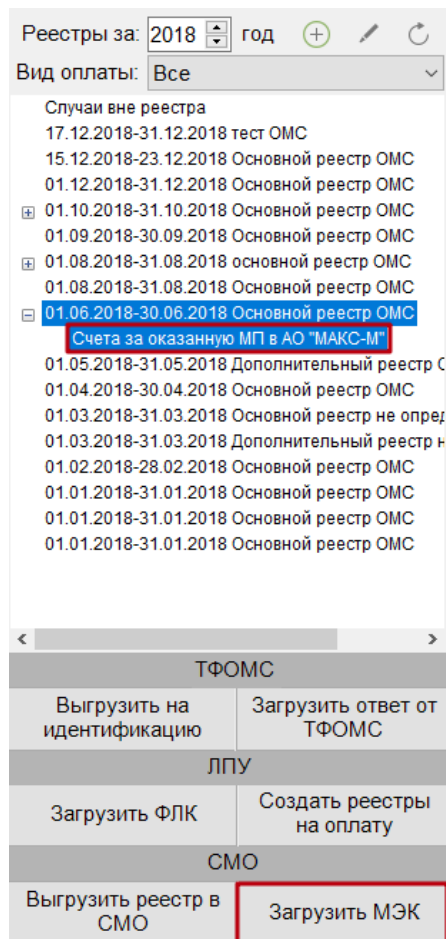 Реестры за: 2018 год
Вид оплаты: Все
Случаи вне реестра
17.12.2018-31.12.2018 тест ОМС
15.12.2018-23.12.2018 Основной реестр ОМС
01.12.2018-31.12.2018 Основной реестр ОМС
01.10.2018-31.10.2018 Основной реестр ОМС
01.09.2018-30.09.2018 Основной реестр ОМС
01.08.2018-31.08.2018 основной реестр ОМС
01.08.2018-31.08.2018 Основной реестр ОМС
01.06.2018-30.06.2018 Основной реестр ОМС
Счета за оказанную МП в АО "МАКС-М"
01.05.2018-31.05.2018 Дополнительный реестр О
01.04.2018-30.04.2018 Основной реестр ОМС
01.03.2018-31.03.2018 Основной реестр не опред
01.03.2018-31.03.2018 Дополнительный реестр н
01.02.2018-28.02.2018 Основной реестр ОМС
01.01.2018-31.01.2018 Основной реестр ОМС
01.01.2018-31.01.2018 Основной реестр ОМС
01.01.2018-31.01.2018 Основной реестр ОМС
ТФОМС
Выгрузить на
идентификацию
Загрузить ответ от
ТФОМС
ЛПУ
Загрузить ФЛК
Создать реестры
на оплату
СМО
Выгрузить реестр в
СМО
Загрузить МЭК